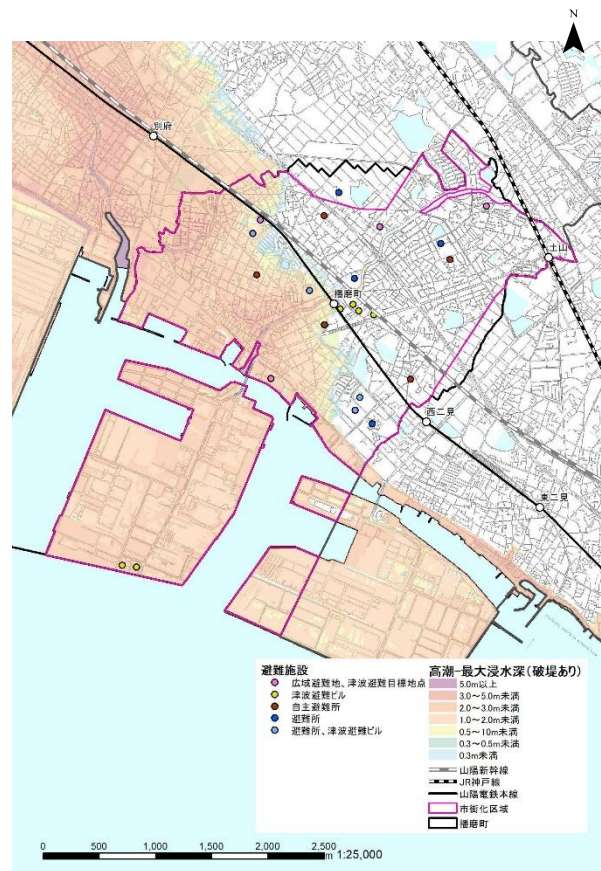 N
別府
土山
播磨町
西二見
東二見
避難施設
広域避難地、津波避難目標地点
津波避難ビル
自主避難所
避難所
避難所、津波避難ビル
高潮-最大浸水深(破堤あり)
5.0m以上
3.0~5.0m未満
2.0~3.0m未満
1.0~2.0m未満
0.5~10m未満
0.3~0.5m未満
0.3m未満
山陽新幹線
JR神戸線
山陽電鉄本線
市街化区域
播磨町
0 500 1,000 1,500 2,000 2,500
m 1:25,000